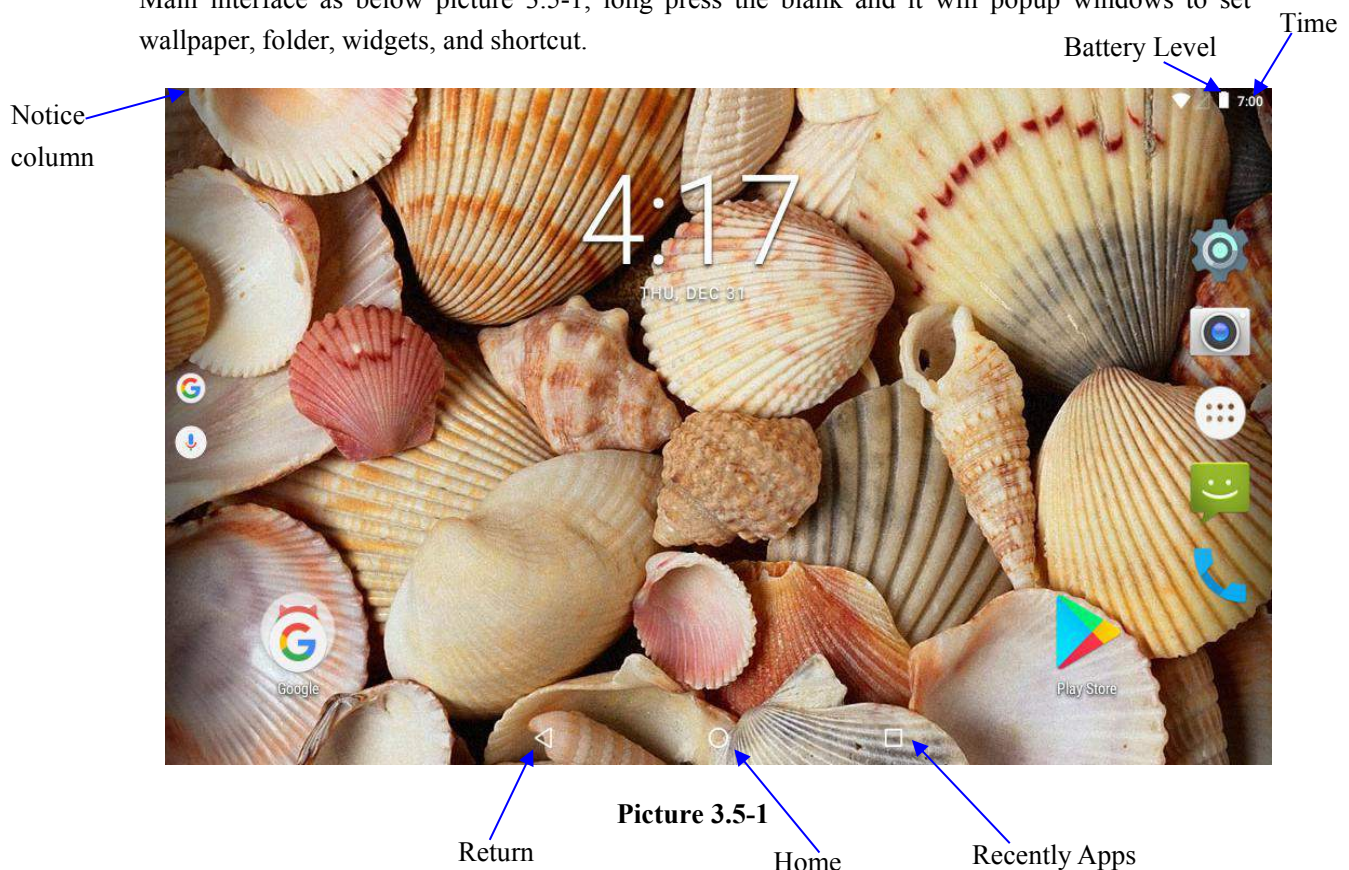 Main interface as below picture 3.5-1, long press the blank and it will popup windows to set
wallpaper, folder, widgets, and shortcut.
Time
Battery Level
Notice
column
7:00
4:17
THU, DEC 31
Google
Play Store
Picture 3.5-1
Return
Home
Recently Apps